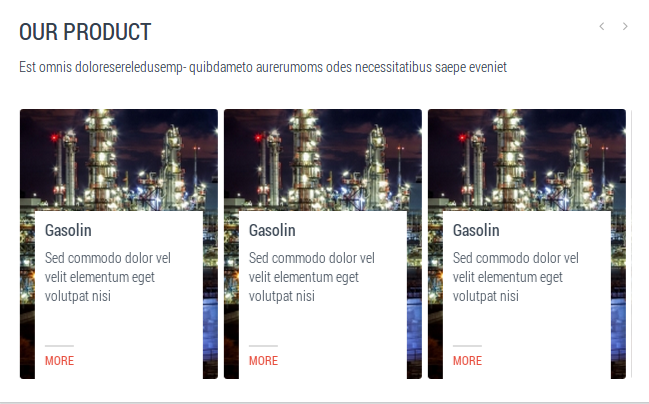 OUR PRODUCT
Est omnis doloresereledusemp- quibdameto aurerumoms odes necessitatibus saepe eveniet
Gasolin
Sed commodo dolor vel
velit elementum eget
volutpat nisi
MORE
Gasolin
Sed commodo dolor vel
velit elementum eget
volutpat nisi
MORE
Gasolin
Sed commodo dolor vel
velit elementum eget
volutpat nisi
MORE